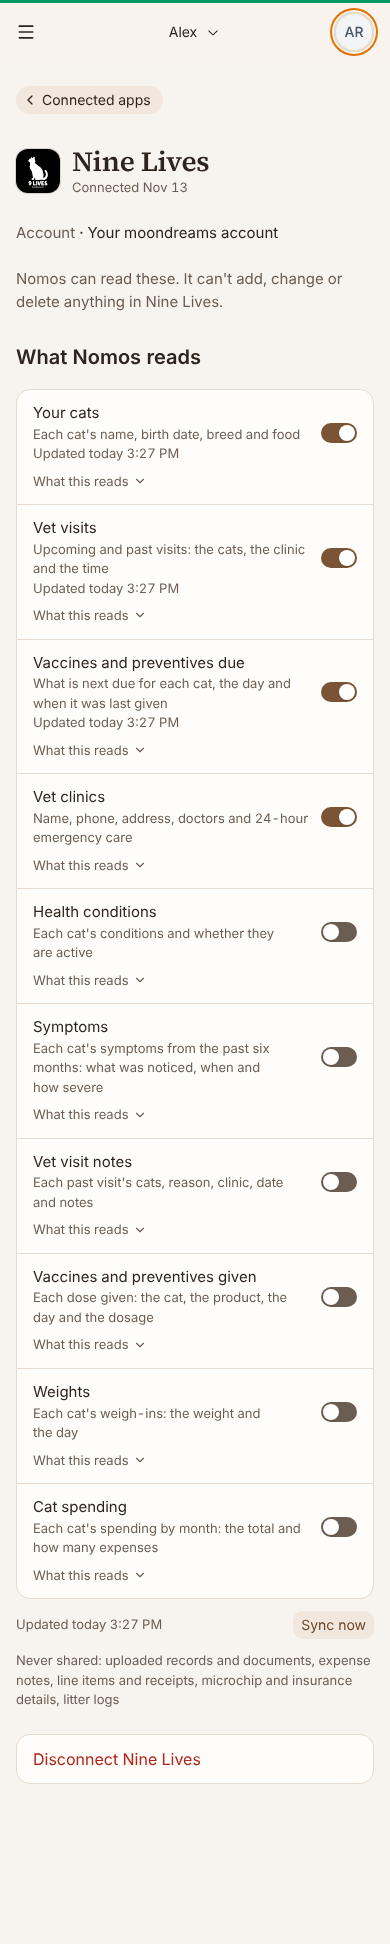 Alex
AR
Connected apps
9 LIVES
Nine Lives
Connected Nov 13
Account · Your moondreams account
Nomos can read these. It can't add, change or
delete anything in Nine Lives.
What Nomos reads
Your cats
Each cat's name, birth date, breed and food
Updated today 3:27 PM
What this reads
Vet visits
Upcoming and past visits: the cats, the clinic
and the time
Updated today 3:27 PM
What this reads
Vaccines and preventives due
What is next due for each cat, the day and
when it was last given
Updated today 3:27 PM
What this reads
Vet clinics
Name, phone, address, doctors and 24-hour
emergency care
What this reads
Health conditions
Each cat's conditions and whether they
are active
What this reads
Symptoms
Each cat's symptoms from the past six
months: what was noticed, when and
how severe
What this reads
Vet visit notes
Each past visit's cats, reason, clinic, date
and notes
What this reads
Vaccines and preventives given
Each dose given: the cat, the product, the
day and the dosage
What this reads
Weights
Each cat's weigh-ins: the weight and
the day
What this reads
Cat spending
Each cat's spending by month: the total and
how many expenses
What this reads
Updated today 3:27 PM
Sync now
Never shared: uploaded records and documents, expense
notes, line items and receipts, microchip and insurance
details, litter logs
Disconnect Nine Lives